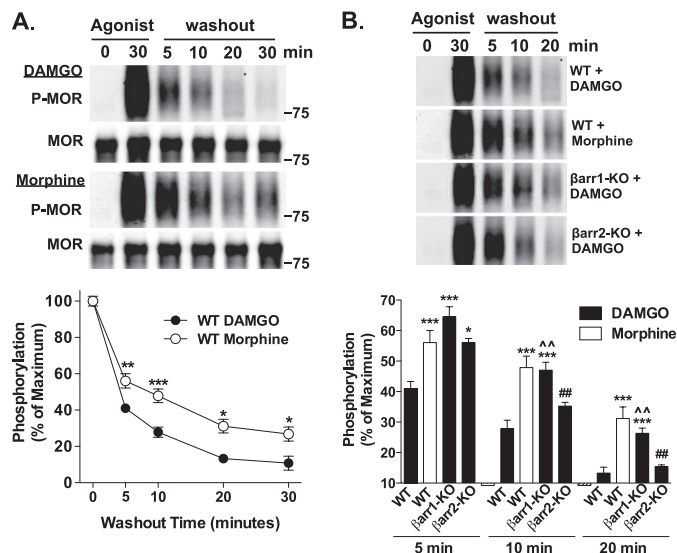 A.
Agonist washout
0 30 5 10 20 30 min
DAMGO
P-MOR
–75
MOR
–75
Morphine
P-MOR
–75
MOR
–75
Phosphorylation
(% of Maximum)
100
80
60
40
20
0
WT DAMGO
WT Morphine
**
***
*
*
0 5 10 20 30
Washout Time (minutes)
B.
Agonist washout
0 30 5 10 20 min
WT +
DAMGO
WT +
Morphine
βarr1-KO +
DAMGO
βarr2-KO +
DAMGO
Phosphorylation
(% of Maximum)
70
60
50
40
30
20
10
DAMGO
Morphine
*** *** *
*** ^^ *** ##
*** ^^ *** ##
WT WT βarr1-KO βarr2-KO WT WT βarr1-KO βarr2-KO WT WT βarr1-KO βarr2-KO
5 min 10 min 20 min